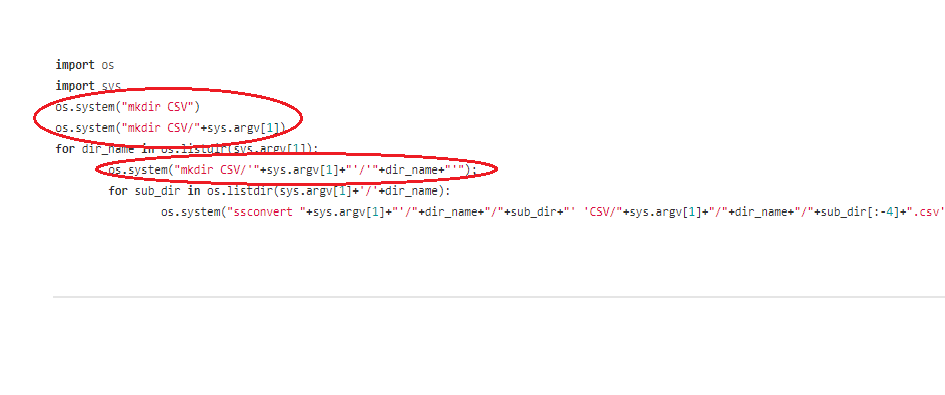 import os
import sys
os.system("mkdir CSV")
os.system("mkdir CSV/"+sys.argv[1])
for dir_name in os.listdir(sys.argv[1]):
os.system("mkdir CSV/'"+sys.argv[1]+"'/'"+dir_name+"'");
for sub_dir in os.listdir(sys.argv[1]+'/'+dir_name):
os.system("ssconvert "+sys.argv[1]+"'/"+dir_name+"/"+sub_dir+"' 'CSV/"+sys.argv[1]+"/"+dir_name+"/"+sub_dir[:-4]+".csv'